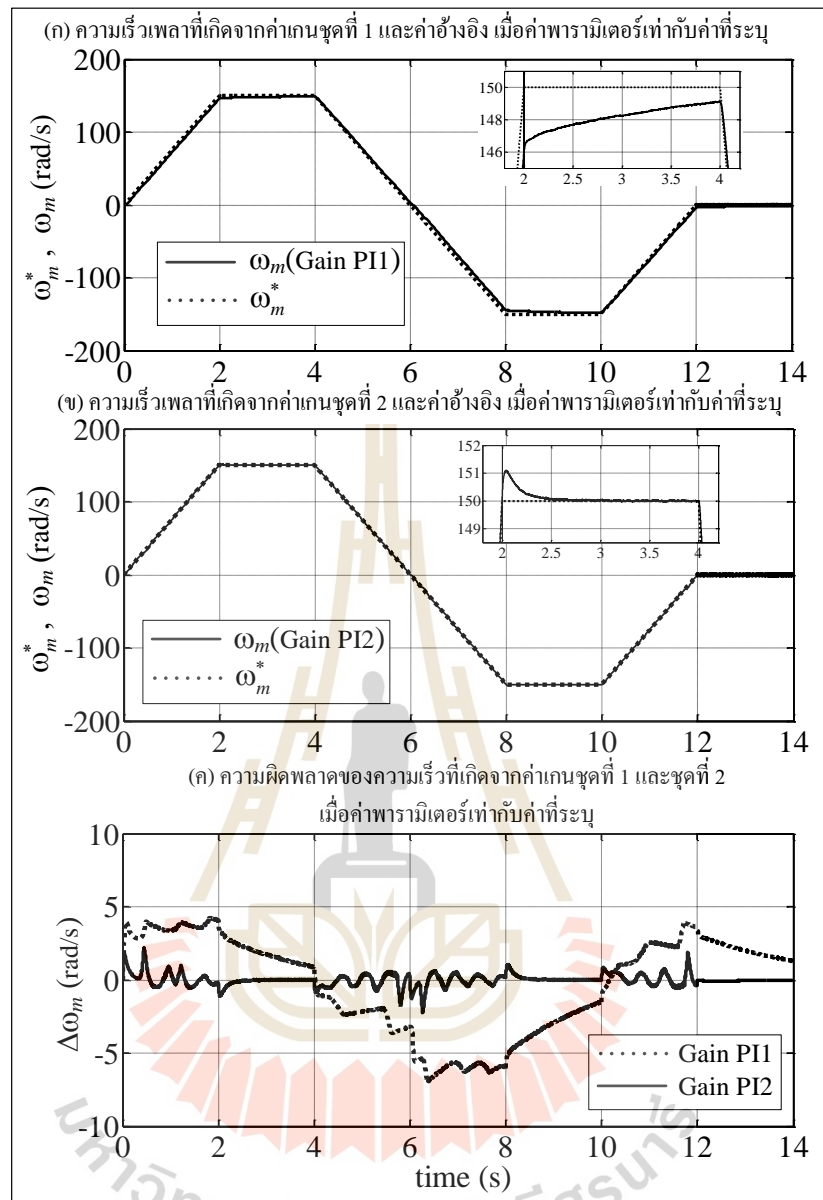 (ก) ความเร็วเพลาที่เกิดจากค่าเกนชุดที่ 1 และค่าอ้างอิง เมื่อค่าพารามิเตอร์เท่ากับค่าที่ระบุ
200
150
100
148
146
2 2.5 3 3.5 4
0
ω*m , ωm (rad/s)
ωm(Gain PI1)
ω*m
-100
-200
0 2 4 6 8 10 12 14
(ข) ความเร็วเพลาที่เกิดจากค่าเกนชุดที่ 2 และค่าอ้างอิง เมื่อค่าพารามิเตอร์เท่ากับค่าที่ระบุ
200
152
151
100
150
149
2 2.5 3 3.5 4
0
ω*m , ωm (rad/s)
ωm(Gain PI2)
ω*m
-100
-200
0 2 4 6 8 10 12 14
(ค) ความผิดพลาดของความเร็วที่เกิดจากค่าเกนชุดที่ 1 และชุดที่ 2
เมื่อค่าพารามิเตอร์เท่ากับค่าที่ระบุ
10
5
0
Δωm (rad/s)
-5
Gain PI1
Gain PI2
-10
0 2 4 6 8 10 12 14
time (s)